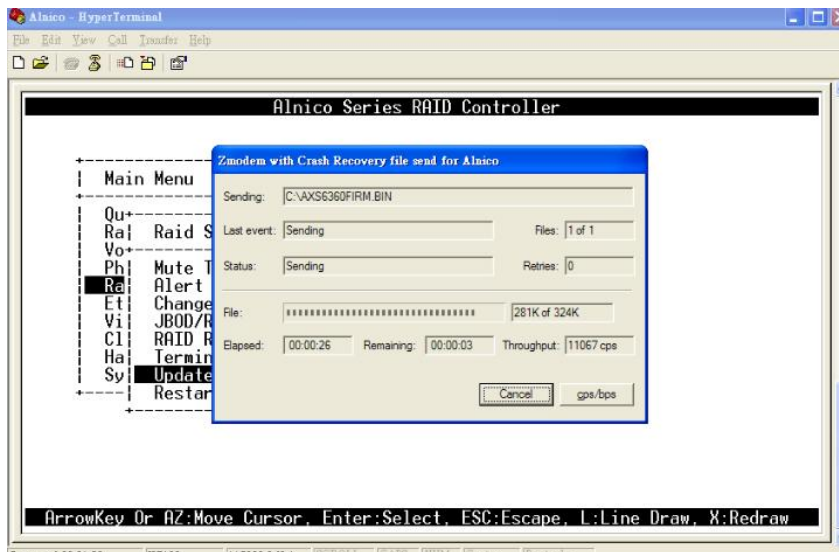 Alnico - HyperTerminal
File Edit View Call Transfer Help
Alnico Series RAID Controller
Main Menu
Qu
Ra
Vo
Ph
Ra
Et
Vi
Cl
Ha
Sy
Raid S
Mute T
Alert
Change
JBOD/R
RAID R
Termin
Update
Restar
Zmodem with Crash Recovery file send for Alnico
Sending: C:\AXS6360FIRM.BIN
Last event: Sending Files: 1 of 1
Status: Sending Retries: 0
File: 281K of 324K
Elapsed: 00:00:26 Remaining: 00:00:03 Throughput: 11067 cps
Cancel cps/bps
ArrowKey Or AZ:Move Cursor, Enter:Select, ESC:Escape, L:Line Draw, X:Redraw